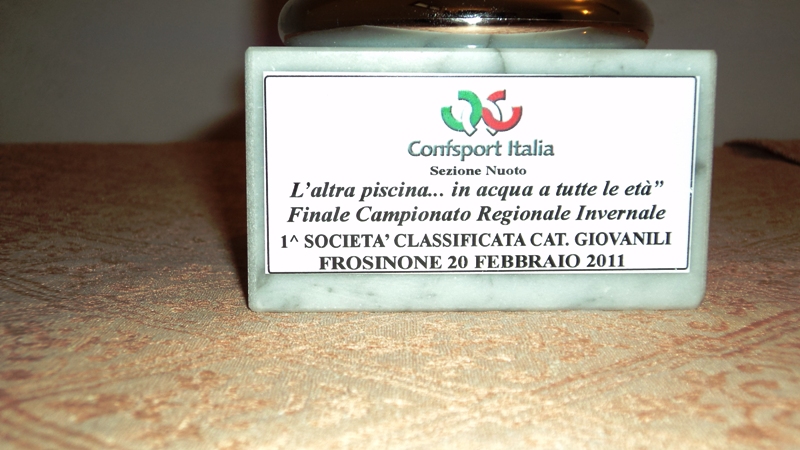 Confsport Italia
Sezione Nuoto
L'altra piscina... in acqua a tutte le età"
Finale Campionato Regionale Invernale
1^ SOCIETA' CLASSIFICATA CAT. GIOVANILI
FROSINONE 20 FEBBRAIO 2011